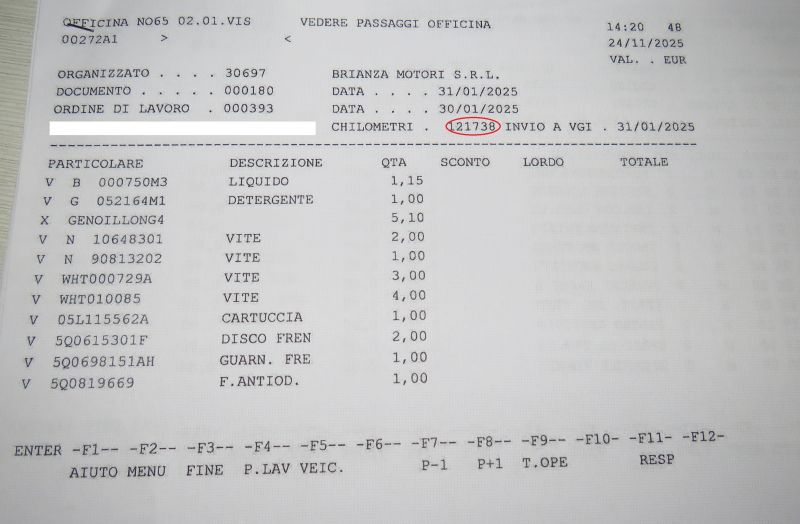 OFFICINA NO65 02.01.VIS VEDERE PASSAGGI OFFICINA 14:20 48
00272A1 > < 24/11/2025
VAL. . EUR
ORGANIZZATO . . . . 30697 BRIANZA MOTORI S.R.L.
DOCUMENTO . . . . . 000180 DATA . . . . 31/01/2025
ORDINE DI LAVORO . 000393 DATA . . . . 30/01/2025
CHILOMETRI . 121738 INVIO A VGI . 31/01/2025
PARTICOLARE DESCRIZIONE QTA SCONTO LORDO TOTALE
V B 000750M3 LIQUIDO 1,15
V G 052164M1 DETERGENTE 1,00
X GENOILLONG4 5,10
V N 10648301 VITE 2,00
V N 90813202 VITE 1,00
V WHT000729A VITE 3,00
V WHT010085 VITE 4,00
V 05L115562A CARTUCCIA 1,00
V 5Q0615301F DISCO FREN 2,00
V 5Q0698151AH GUARN. FRE 1,00
V 5Q0819669 F.ANTIOD. 1,00
ENTER -F1-- -F2-- -F3-- -F4-- -F5-- -F6-- -F7-- -F8-- -F9-- -F10- -F11- -F12-
AIUTO MENU FINE P.LAV VEIC. P-1 P+1 T.OPE RESP